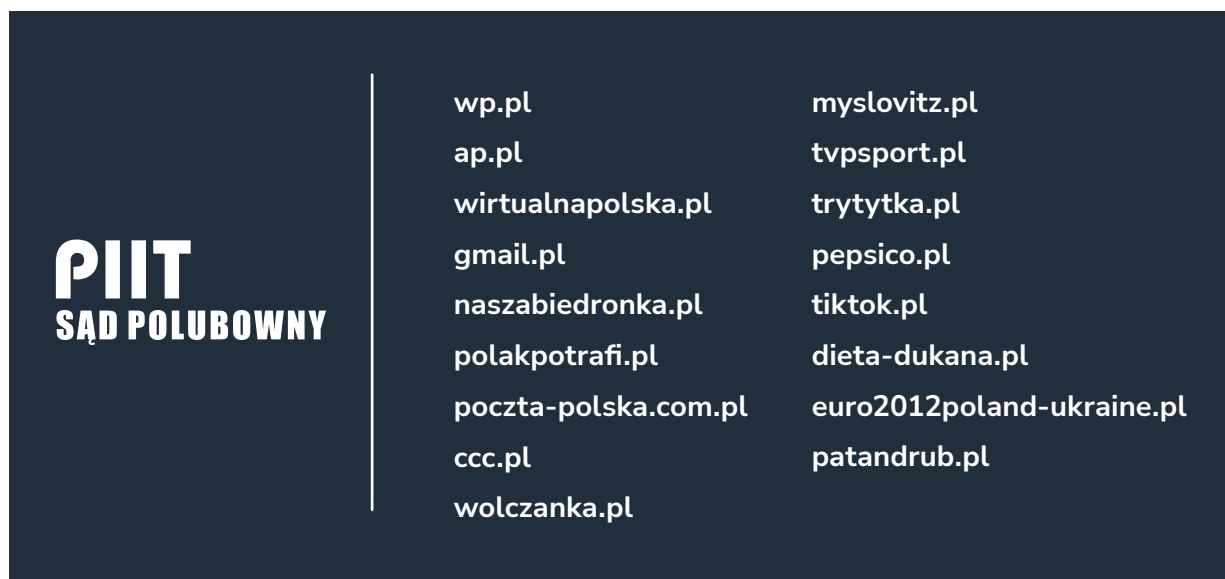 PIIT
SĄD POLUBOWNY
wp.pl
ap.pl
wirtualnapolska.pl
gmail.pl
naszabiedronka.pl
polakpotrafi.pl
poczta-polska.com.pl
ccc.pl
wolczanka.pl
myslovitz.pl
tvpsport.pl
trytytka.pl
pepsico.pl
tiktok.pl
dieta-dukana.pl
euro2012poland-ukraine.pl
patandrub.pl